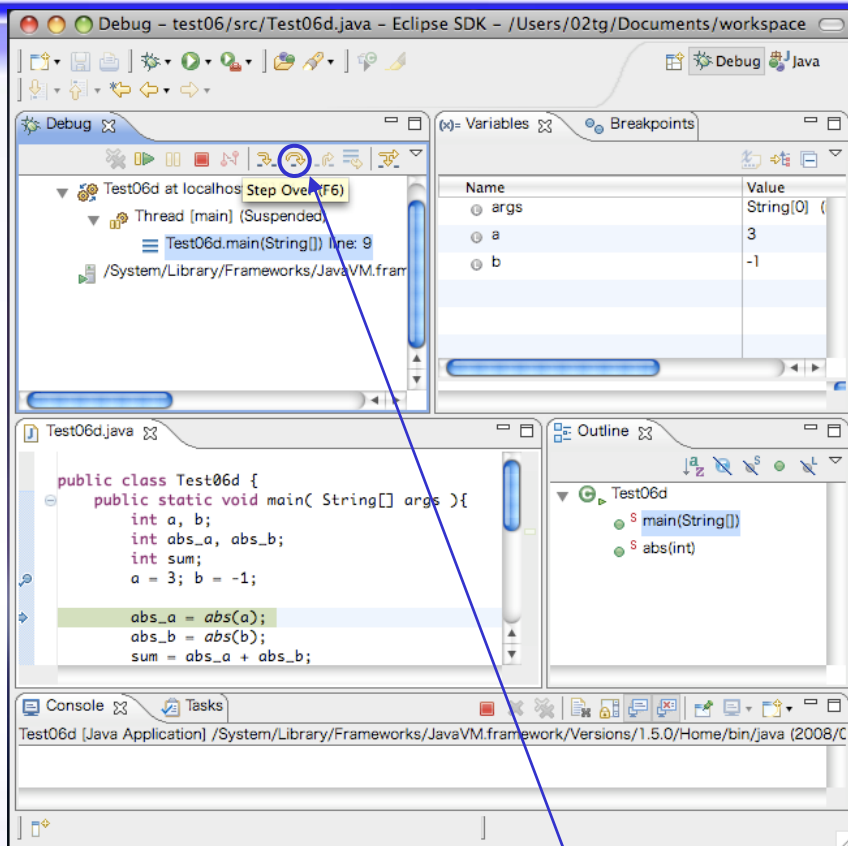 Debug - test06/src/Test06d.java - Eclipse SDK - /Users/02tg/Documents/workspace
Debug Java
Debug
Variables Breakpoints
Step Over (F6)
Test06d at localhos
Thread [main] (Suspended)
Test06d.main(String[]) line: 9
/System/Library/Frameworks/JavaVM.fram
Name Value
args String[0] (
a 3
b -1
Test06d.java
public class Test06d {
public static void main( String[] args ){
int a, b;
int abs_a, abs_b;
int sum;
a = 3; b = -1;
abs_a = abs(a);
abs_b = abs(b);
sum = abs_a + abs_b;
Outline
Test06d
main(String[])
abs(int)
Console Tasks
Test06d [Java Application] /System/Library/Frameworks/JavaVM.framework/Versions/1.5.0/Home/bin/java (2008/